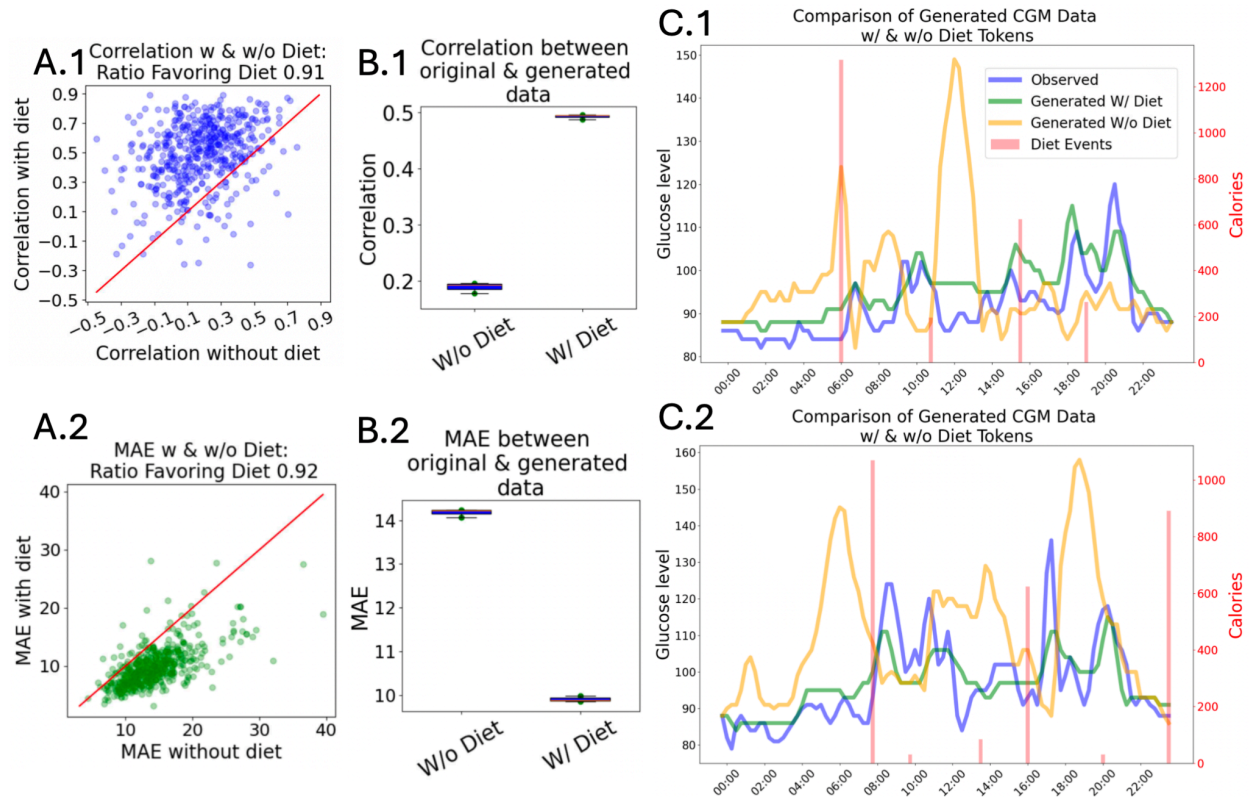 A.1
Correlation w & w/o Diet:
Ratio Favoring Diet 0.91
Correlation with diet
0.9
0.7
0.5
0.3
0.1
−0.1
−0.3
−0.5
−0.5
−0.3
−0.1
0.1
0.3
0.5
0.7
0.9
Correlation without diet
B.1
Correlation between
original & generated
data
Correlation
0.5
0.4
0.3
0.2
W/o Diet
W/ Diet
C.1
Comparison of Generated CGM Data
w/ & w/o Diet Tokens
Glucose level
150
140
130
120
110
100
90
80
Observed
Generated W/ Diet
Generated W/o Diet
Diet Events
1200
1000
800
600
400
200
0
Calories
00:00
02:00
04:00
06:00
08:00
10:00
12:00
14:00
16:00
18:00
20:00
22:00
A.2
MAE w & w/o Diet:
Ratio Favoring Diet 0.92
MAE with diet
40
30
20
10
10
20
30
40
MAE without diet
B.2
MAE between
original & generated
data
MAE
14
13
12
11
10
W/o Diet
W/ Diet
C.2
Comparison of Generated CGM Data
w/ & w/o Diet Tokens
Glucose level
160
150
140
130
120
110
100
90
80
1000
800
600
400
200
0
Calories
00:00
02:00
04:00
06:00
08:00
10:00
12:00
14:00
16:00
18:00
20:00
22:00